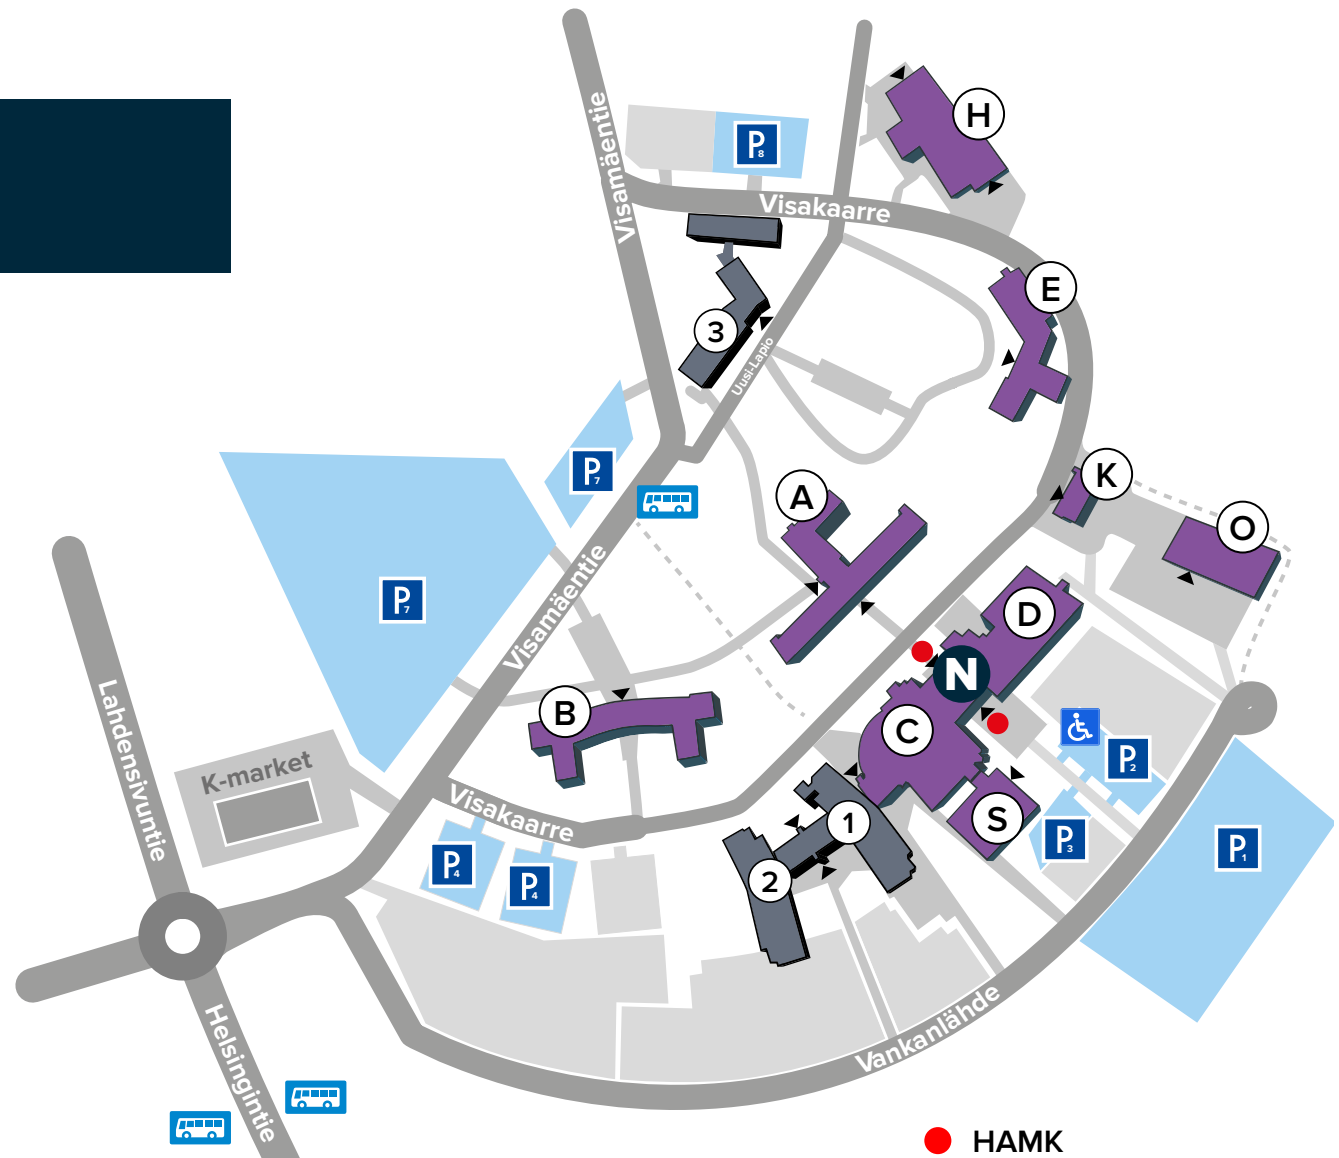 H
Visamäentie
P8
Visakaarre
E
3
Uusi-Lapio
P7
K
A
O
P7
Visamäentie
D
N
B
C
Lahdensivuntie
K-market
P2
Visakaarre
1
S
P3
P1
P4
P4
2
Vankanlähde
Helsingintie
HAMK